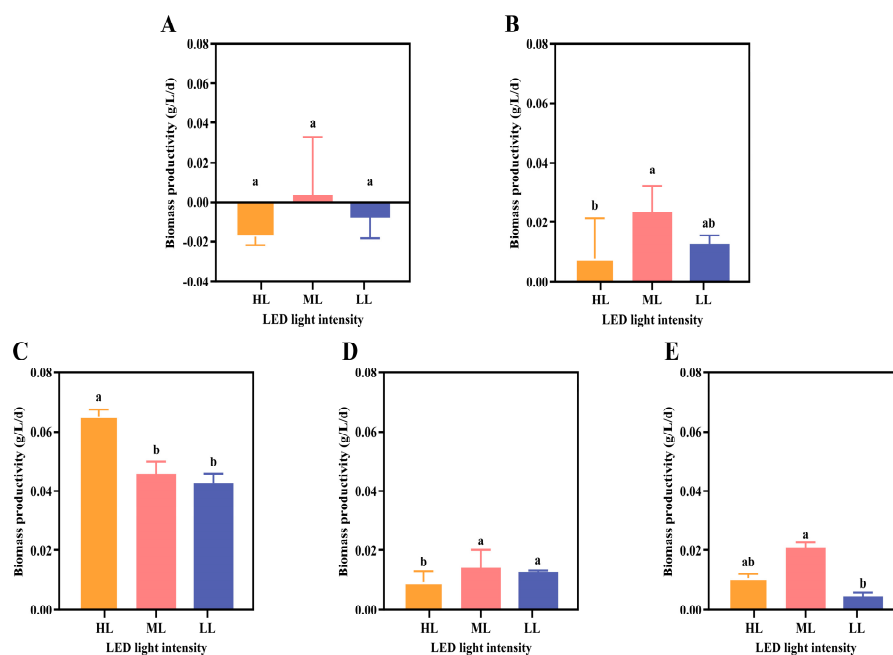 A
Biomass productivity (g/L/d)
0.08
0.06
0.04
0.02
0.00
-0.02
-0.04
a
a
a
HL ML LL
LED light intensity
B
Biomass productivity (g/L/d)
0.08
0.06
0.04
0.02
0.00
b
a
ab
HL ML LL
LED light intensity
C
Biomass productivity (g/L/d)
0.08
0.06
0.04
0.02
0.00
a
b
b
HL ML LL
LED light intensity
D
Biomass productivity (g/L/d)
0.08
0.06
0.04
0.02
0.00
b
a
a
HL ML LL
LED light intensity
E
Biomass productivity (g/L/d)
0.08
0.06
0.04
0.02
0.00
ab
a
b
HL ML LL
LED light intensity